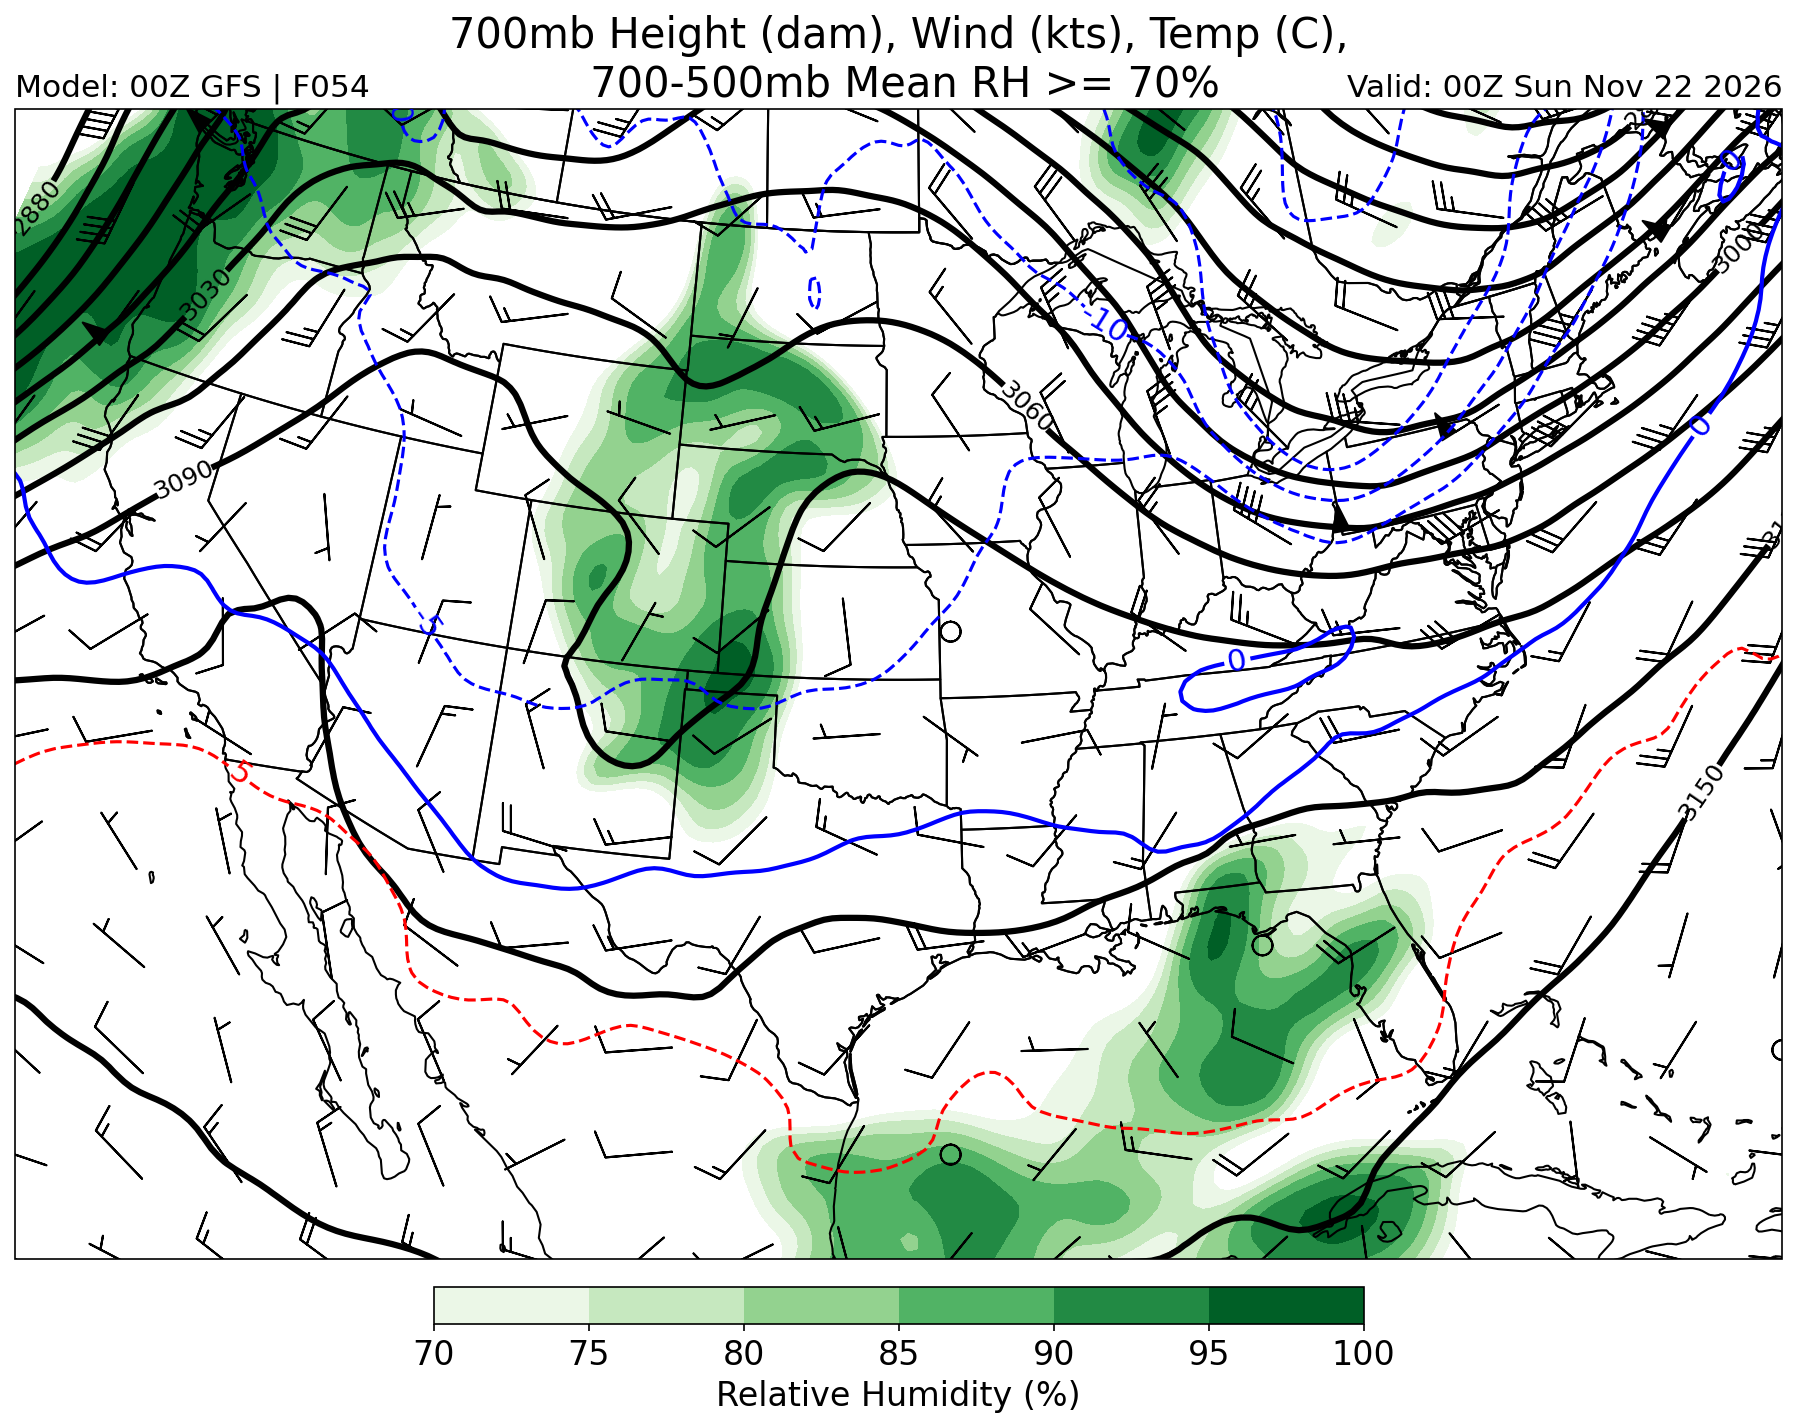 700mb Height (dam), Wind (kts), Temp (C),
Model: 00Z GFS | F054
700-500mb Mean RH >= 70%
Valid: 00Z Sun Nov 22 2026
2880
3030
3090
3060
3000
3150
-10
0
0
0
5
70 75 80 85 90 95 100
Relative Humidity (%)